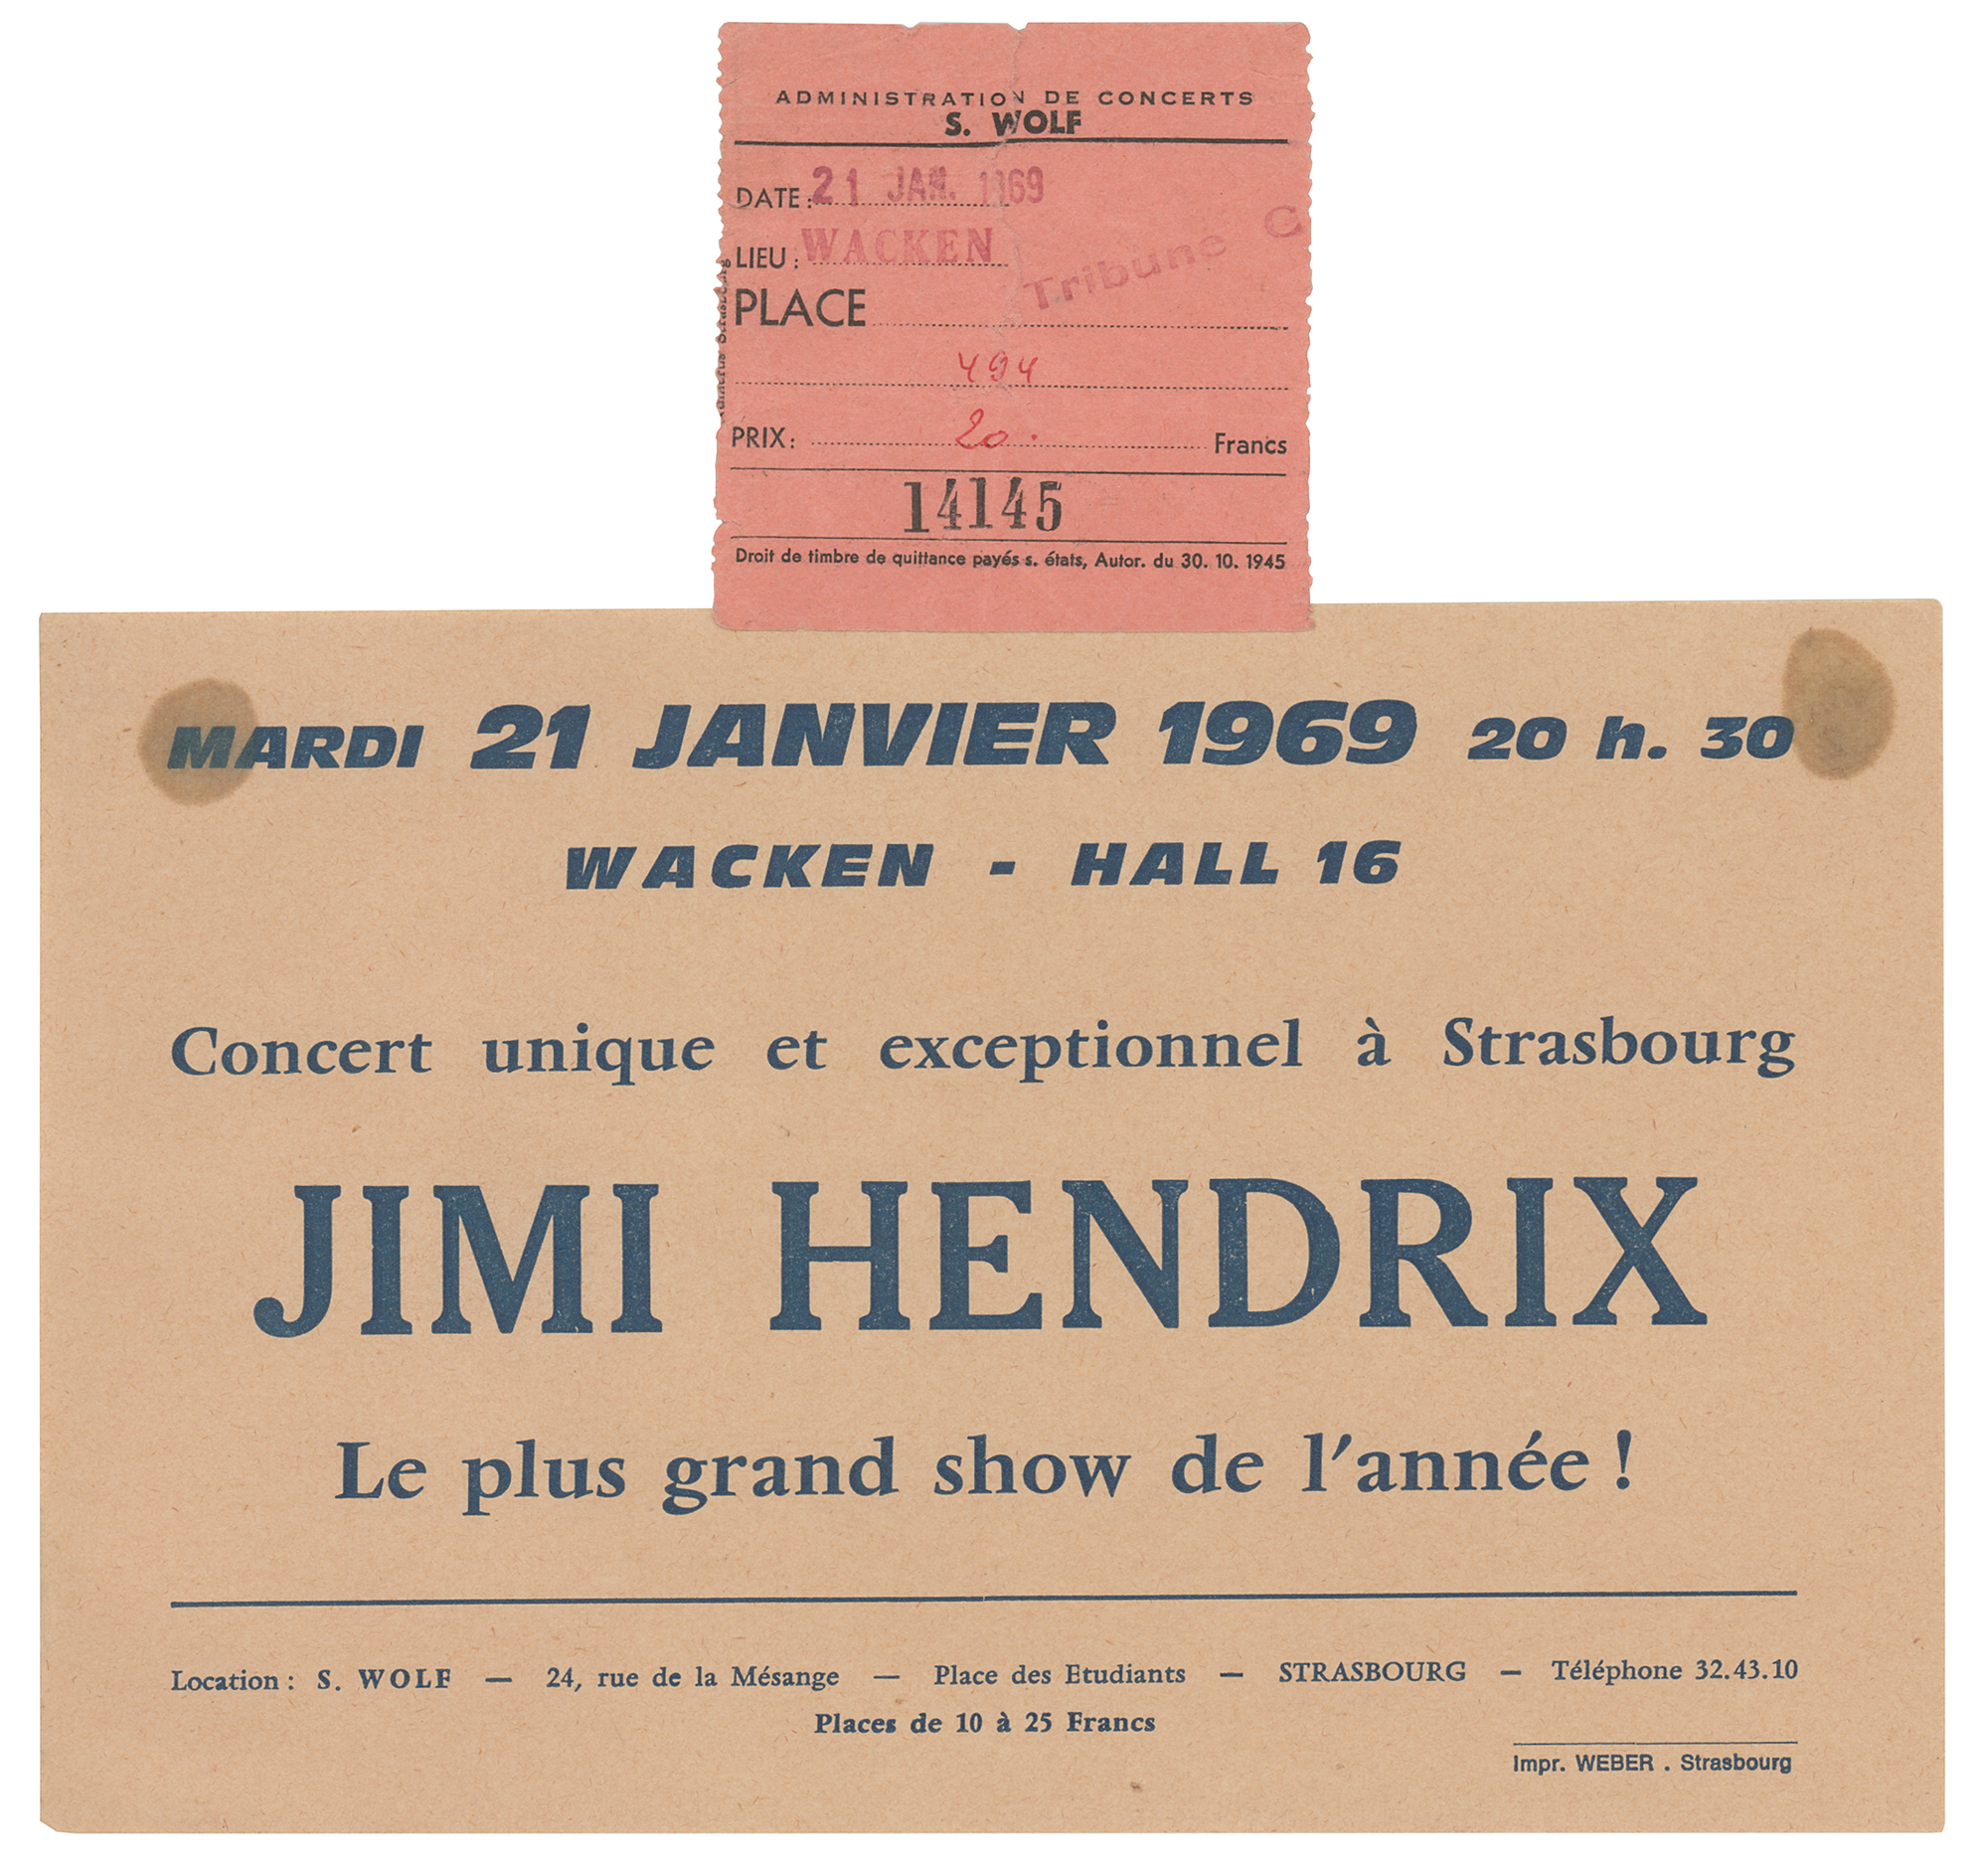 ADMINISTRATION DE CONCERTS
S. WOLF
DATE: 21 JAN. 1969
LIEU: WACKEN
Tribune C
PLACE
494
PRIX: 20. Francs
14145
Droit de timbre de quittance payés s. états, Autor. du 30. 10. 1945
MARDI 21 JANVIER 1969 20 h. 30
WACKEN - HALL 16
Concert unique et exceptionnel à Strasbourg
JIMI HENDRIX
Le plus grand show de l'année !
Location : S. WOLF — 24, rue de la Mésange — Place des Etudiants — STRASBOURG — Téléphone 32.43.10
Places de 10 à 25 Francs
Impr. WEBER . Strasbourg